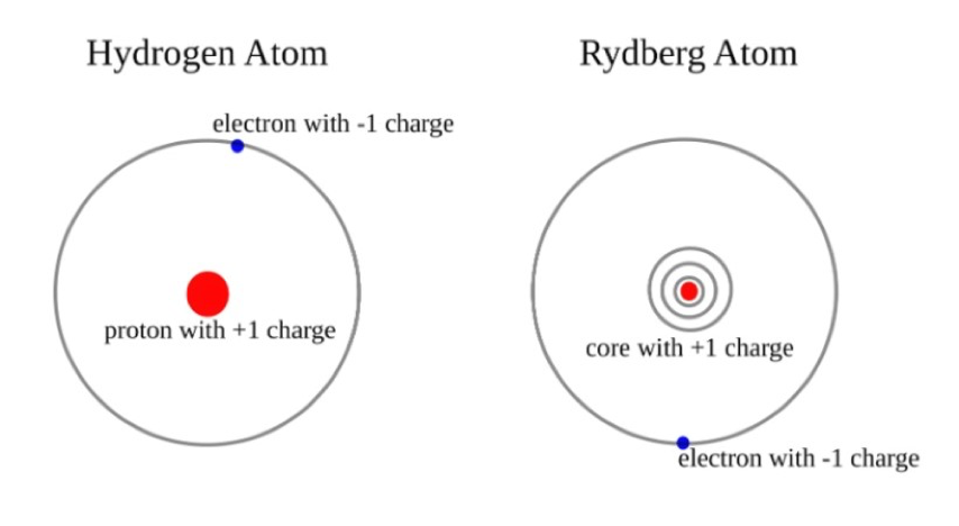 Hydrogen Atom
electron with -1 charge
proton with +1 charge
Rydberg Atom
core with +1 charge
electron with -1 charge